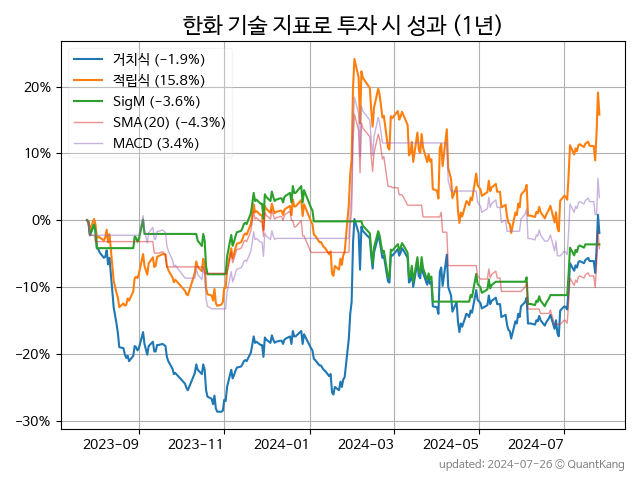 한화 기술 지표로 투자 시 성과 (1년)
거치식 (−1.9%)
적립식 (15.8%)
SigM (−3.6%)
SMA(20) (−4.3%)
MACD (3.4%)
20%
10%
0%
−10%
−20%
−30%
2023−09 2023−11 2024−01 2024−03 2024−05 2024−07
updated: 2024-07-26 © QuantKang